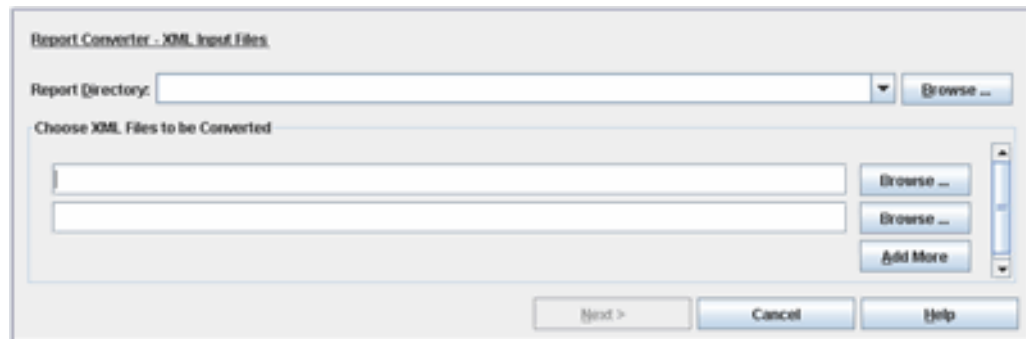 Report Converter - XML Input Files
Report Directory: Browse ...
Choose XML Files to be Converted
Browse ...
Browse ...
Add More
Next > Cancel Help